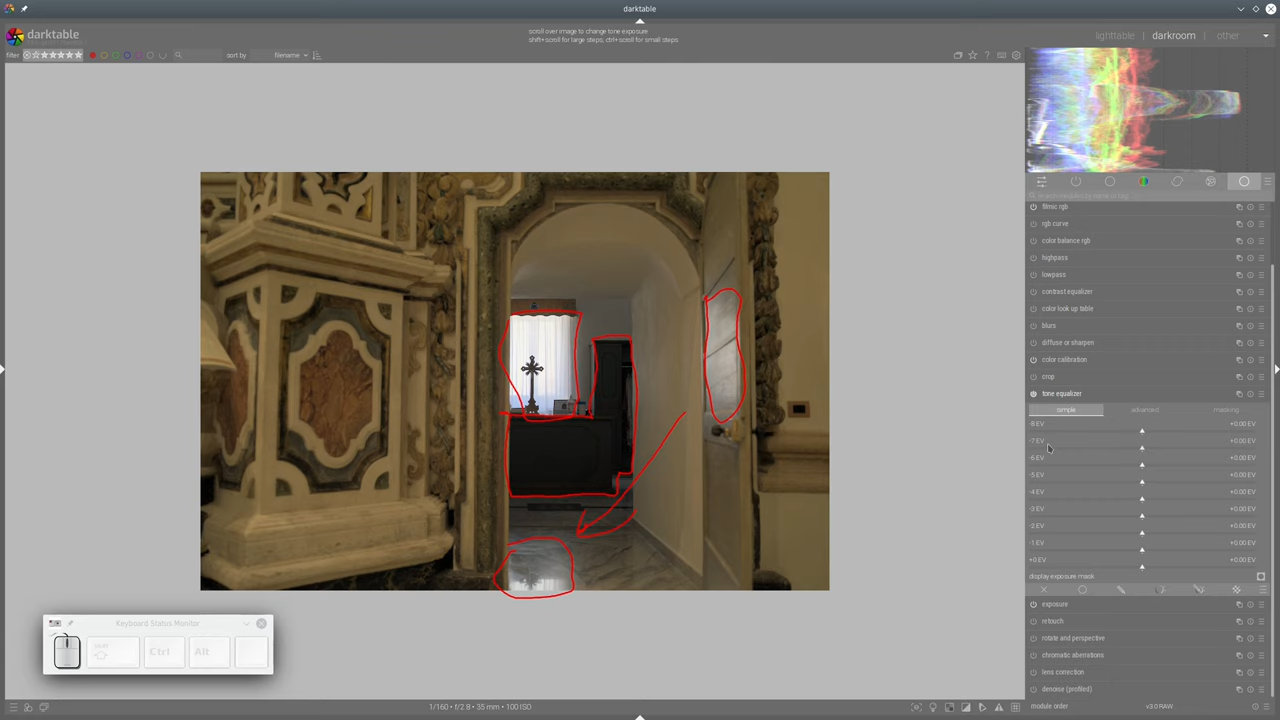 darktable
darktable
scroll over image to change tone exposure
shift+scroll for large steps, ctrl+scroll for small steps
lighttable | darkroom | other
filter
sort by filename
filmic rgb
rgb curve
color balance rgb
highpass
lowpass
contrast equalizer
color look up table
blurs
diffuse or sharpen
color calibration
crop
tone equalizer
simple advanced masking
-8 EV +0.00 EV
-7 EV +0.00 EV
-6 EV +0.00 EV
-5 EV +0.00 EV
-4 EV +0.00 EV
-3 EV +0.00 EV
-2 EV +0.00 EV
-1 EV +0.00 EV
+0 EV +0.00 EV
display exposure mask
exposure
retouch
rotate and perspective
chromatic aberrations
lens correction
denoise (profiled)
module order v3.0 RAW
Keyboard Status Monitor
Shift Ctrl Alt
1/160 • f/2.8 • 35 mm • 100 ISO